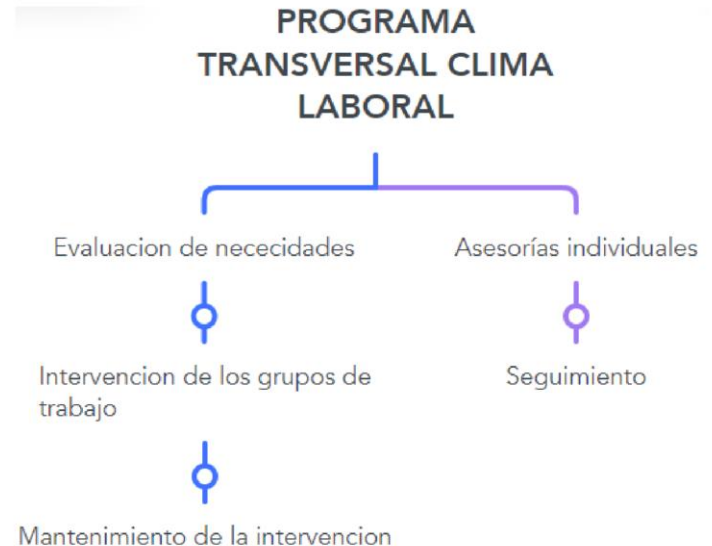 PROGRAMA
TRANSVERSAL CLIMA
LABORAL
Evaluacion de nececidades
Asesorías individuales
Intervencion de los grupos de
trabajo
Seguimiento
Mantenimiento de la intervencion